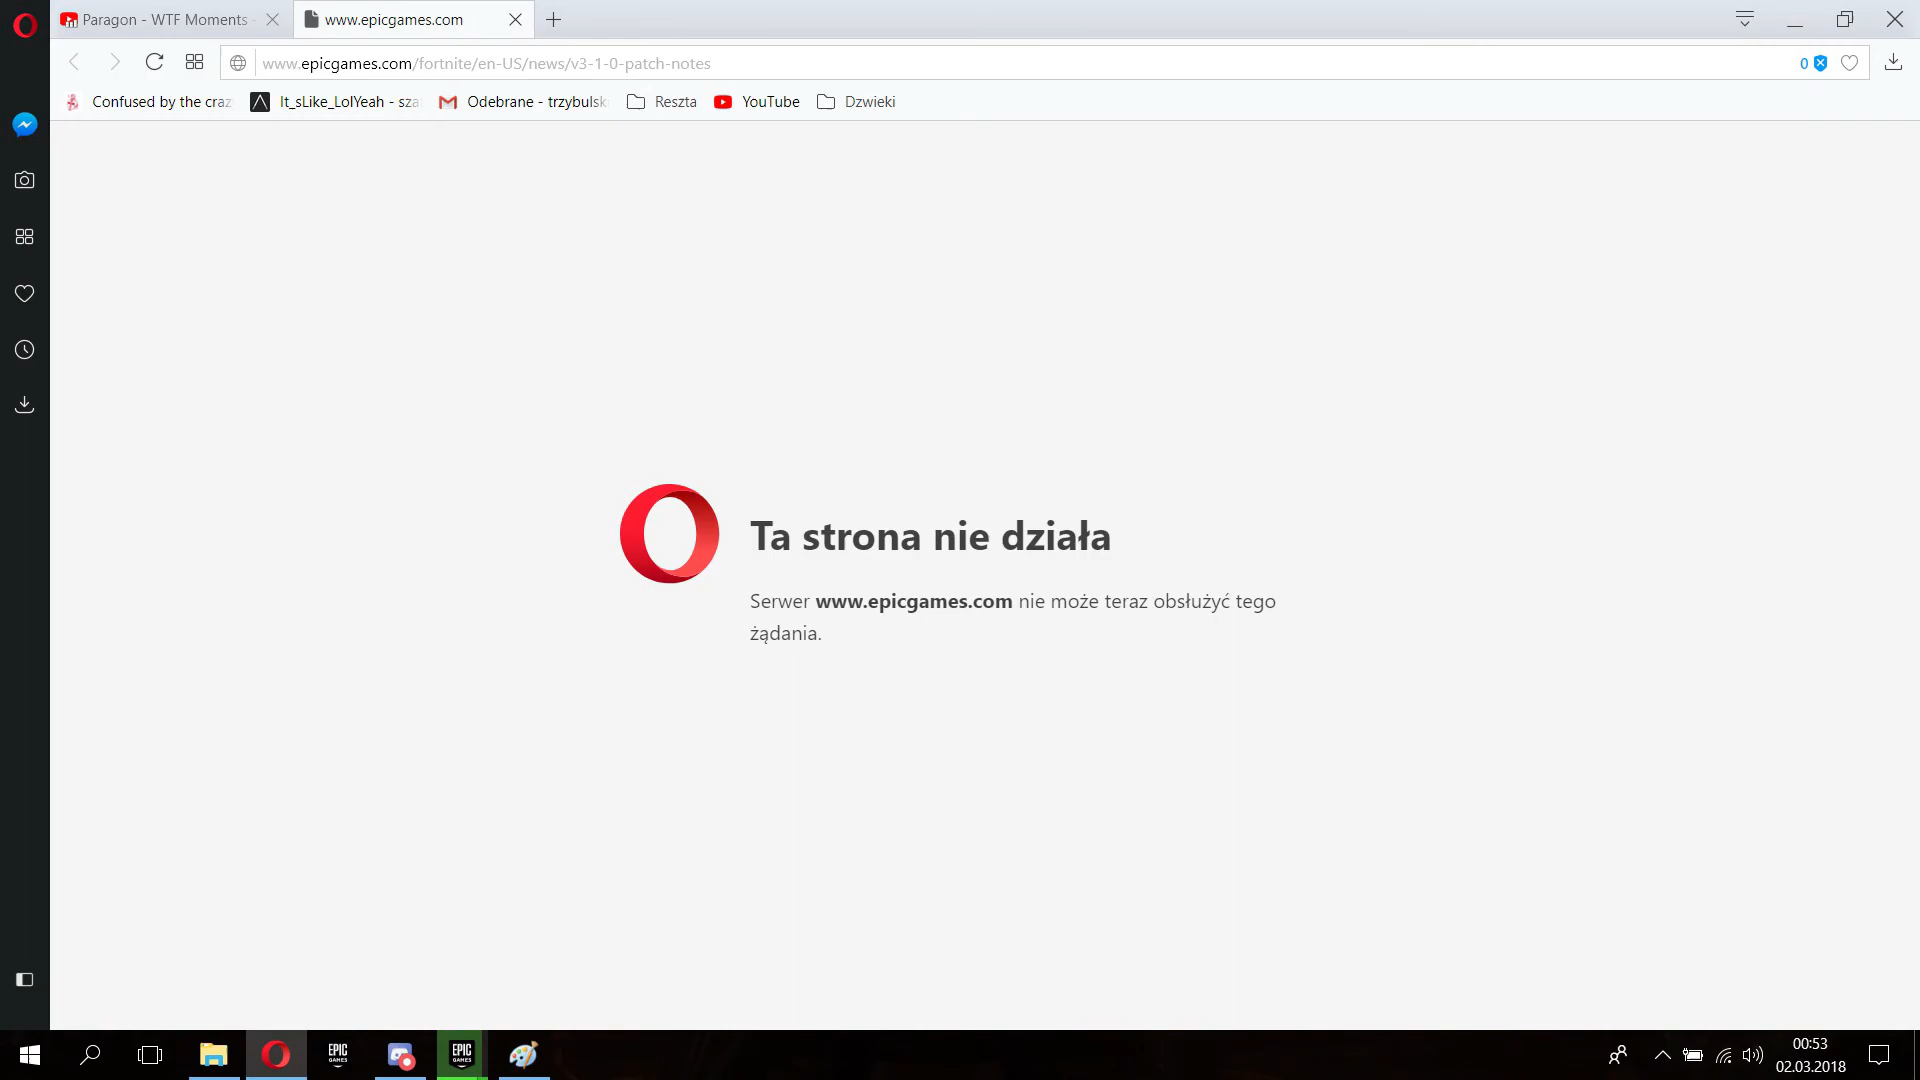 Paragon - WTF Moments -
www.epicgames.com
www.epicgames.com/fortnite/en-US/news/v3-1-0-patch-notes
0
Confused by the craz
It_sLike_LolYeah - sza
Odebrane - trzybulsk
Reszta
YouTube
Dzwieki
Ta strona nie działa
Serwer www.epicgames.com nie może teraz obsłużyć tego
żądania.
EPIC
GAMES
EPIC
GAMES
00:53
02.03.2018